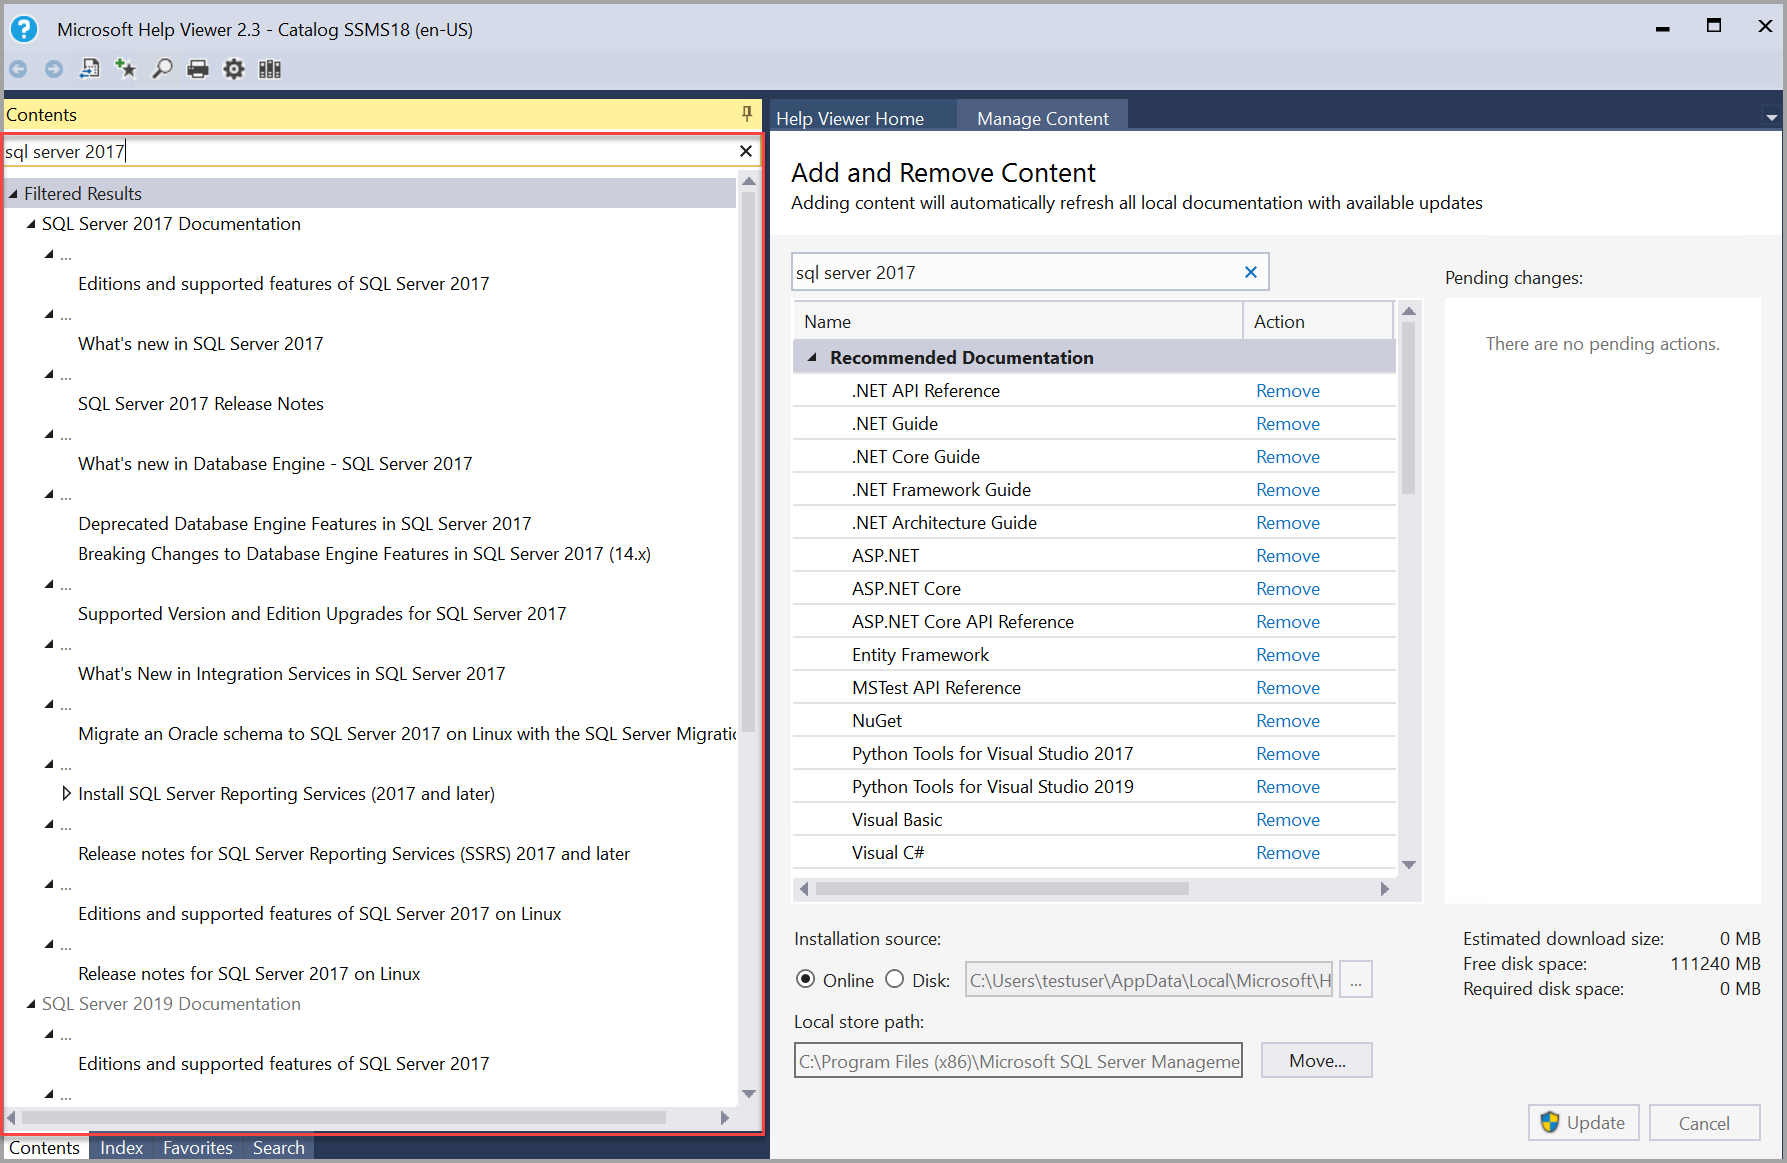 Microsoft Help Viewer 2.3 - Catalog SSMS18 (en-US)
Contents
sql server 2017
Filtered Results
SQL Server 2017 Documentation
...
Editions and supported features of SQL Server 2017
...
What's new in SQL Server 2017
...
SQL Server 2017 Release Notes
...
What's new in Database Engine - SQL Server 2017
...
Deprecated Database Engine Features in SQL Server 2017
Breaking Changes to Database Engine Features in SQL Server 2017 (14.x)
...
Supported Version and Edition Upgrades for SQL Server 2017
...
What's New in Integration Services in SQL Server 2017
...
Migrate an Oracle schema to SQL Server 2017 on Linux with the SQL Server Migratio
...
Install SQL Server Reporting Services (2017 and later)
...
Release notes for SQL Server Reporting Services (SSRS) 2017 and later
...
Editions and supported features of SQL Server 2017 on Linux
...
Release notes for SQL Server 2017 on Linux
SQL Server 2019 Documentation
...
Editions and supported features of SQL Server 2017
...
Contents Index Favorites Search
Help Viewer Home Manage Content
Add and Remove Content
Adding content will automatically refresh all local documentation with available updates
sql server 2017
Name Action
Recommended Documentation
.NET API Reference Remove
.NET Guide Remove
.NET Core Guide Remove
.NET Framework Guide Remove
.NET Architecture Guide Remove
ASP.NET Remove
ASP.NET Core Remove
ASP.NET Core API Reference Remove
Entity Framework Remove
MSTest API Reference Remove
NuGet Remove
Python Tools for Visual Studio 2017 Remove
Python Tools for Visual Studio 2019 Remove
Visual Basic Remove
Visual C# Remove
Pending changes:
There are no pending actions.
Installation source:
Online Disk: C:\Users\testuser\AppData\Local\Microsoft\H ...
Local store path:
C:\Program Files (x86)\Microsoft SQL Server Manageme Move...
Estimated download size: 0 MB
Free disk space: 111240 MB
Required disk space: 0 MB
Update Cancel